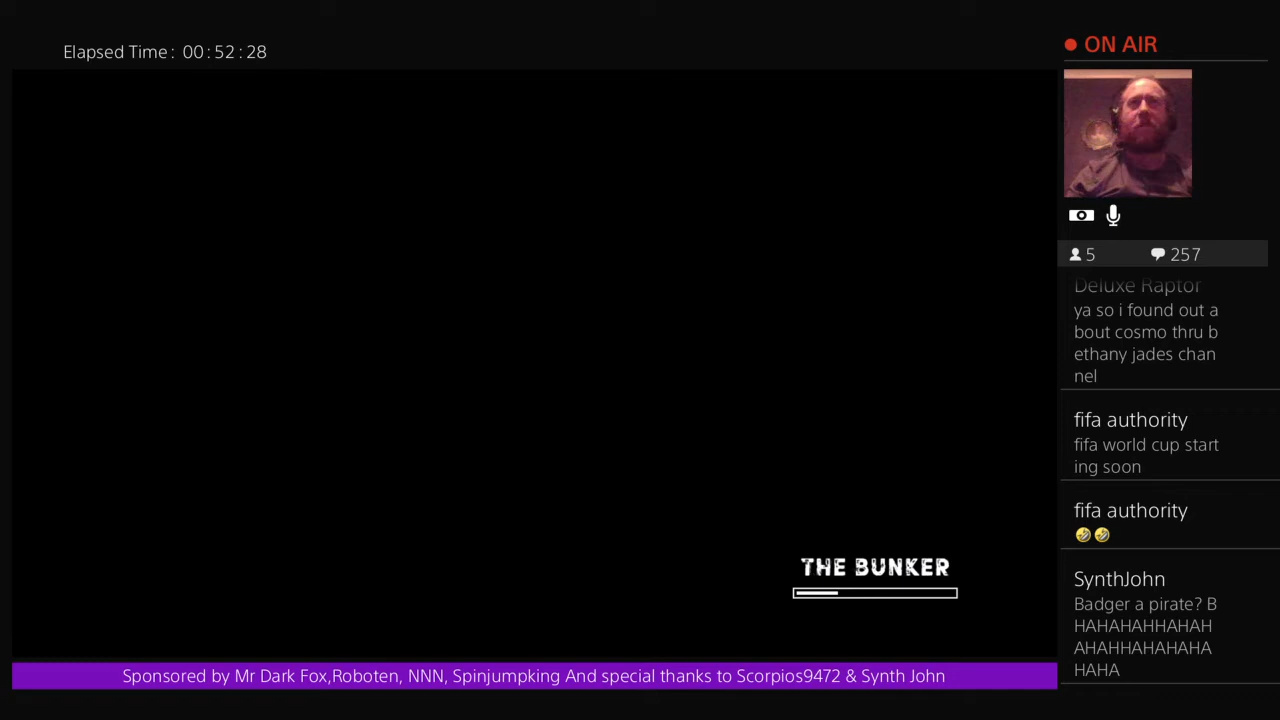 Elapsed Time: 00:52:28
ON AIR
5 257
Deluxe Raptor
ya so i found out a
bout cosmo thru b
ethany jades chan
nel
fifa authority
fifa world cup start
ing soon
fifa authority
🤣🤣
SynthJohn
Badger a pirate? B
HAHAHAHHAHAH
AHAHHAHAHAHA
HAHA
THE BUNKER
Sponsored by Mr Dark Fox,Roboten, NNN, Spinjumpking And special thanks to Scorpios9472 & Synth John